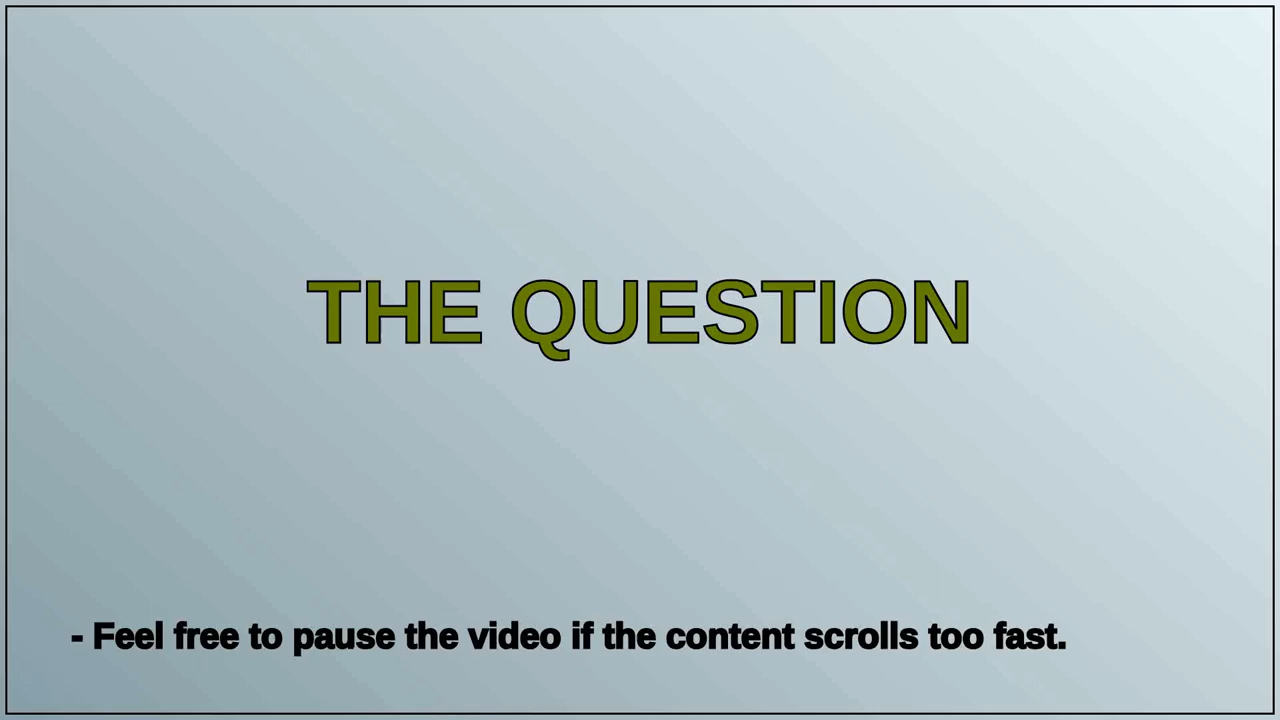 THE QUESTION
- Feel free to pause the video if the content scrolls too fast.